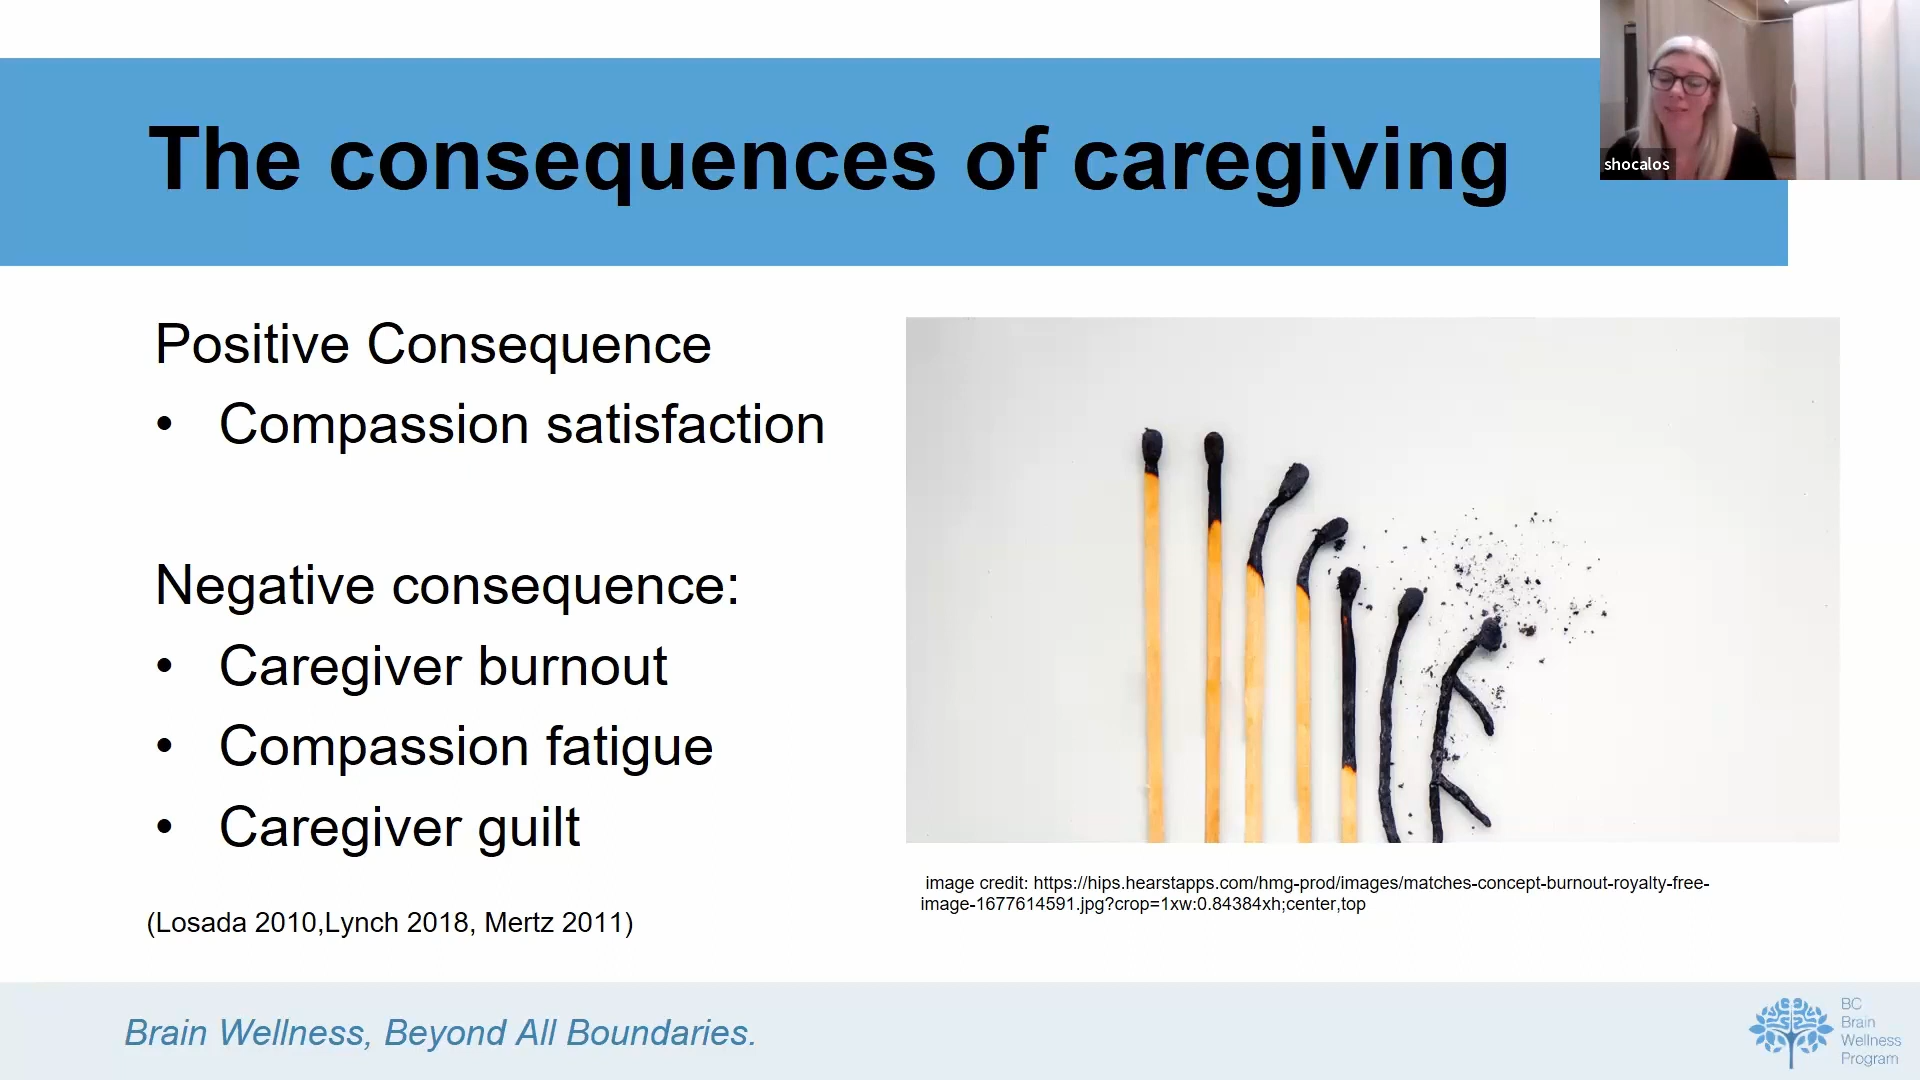 The consequences of caregiving
shocalos
Positive Consequence
• Compassion satisfaction
Negative consequence:
• Caregiver burnout
• Compassion fatigue
• Caregiver guilt
(Losada 2010,Lynch 2018, Mertz 2011)
image credit: https://hips.hearstapps.com/hmg-prod/images/matches-concept-burnout-royalty-free-
image-1677614591.jpg?crop=1xw:0.84384xh;center,top
Brain Wellness, Beyond All Boundaries.
BC
Brain
Wellness
Program